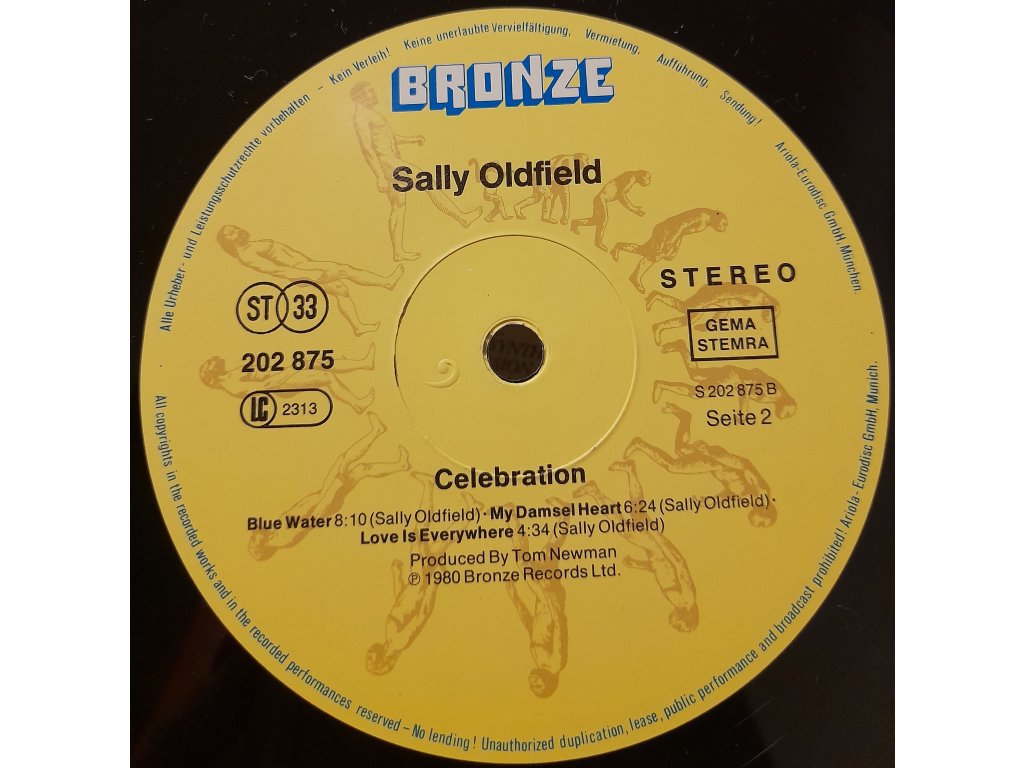 Alle Urheber- und Leistungsschutzrechte vorbehalten – Kein Verleih! Keine unerlaubte Vervielfältigung, Vermietung, Aufführung, Sendung! Ariola-Eurodisc GmbH, München.
BRONZE
Sally Oldfield
STEREO
ST 33
GEMA
STEMRA
202 875
LC 2313
S 202 875 B
Seite 2
Celebration
Blue Water 8:10 (Sally Oldfield) · My Damsel Heart 6:24 (Sally Oldfield) ·
Love Is Everywhere 4:34 (Sally Oldfield)
Produced By Tom Newman
℗ 1980 Bronze Records Ltd.
All copyrights in the recorded works and in the recorded performances reserved – No lending! Unauthorized duplication, lease, public performance and broadcast prohibited! Ariola-Eurodisc GmbH, Munich.